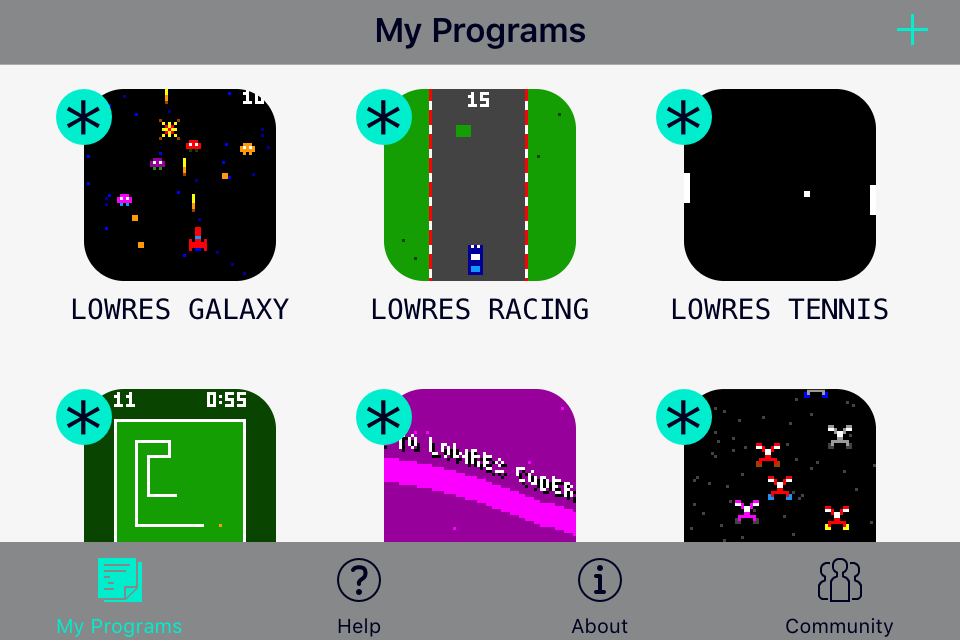 My Programs
15
LOWRES GALAXY
LOWRES RACING
LOWRES TENNIS
11
0:55
TO LOWRES CODER
My Programs
Help
About
Community